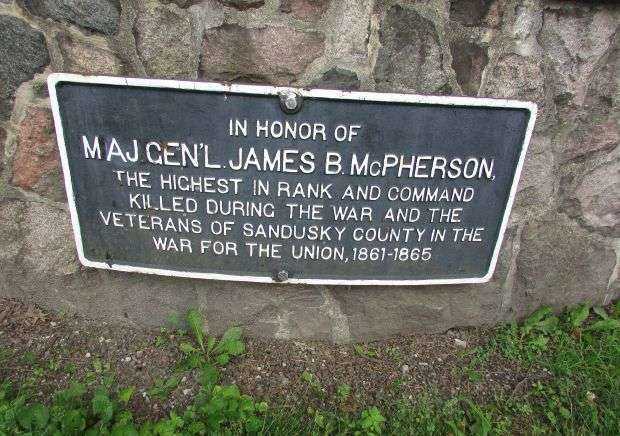 IN HONOR OF
MAJ. GEN'L. JAMES B. McPHERSON,
THE HIGHEST IN RANK AND COMMAND
KILLED DURING THE WAR AND THE
VETERANS OF SANDUSKY COUNTY IN THE
WAR FOR THE UNION, 1861-1865